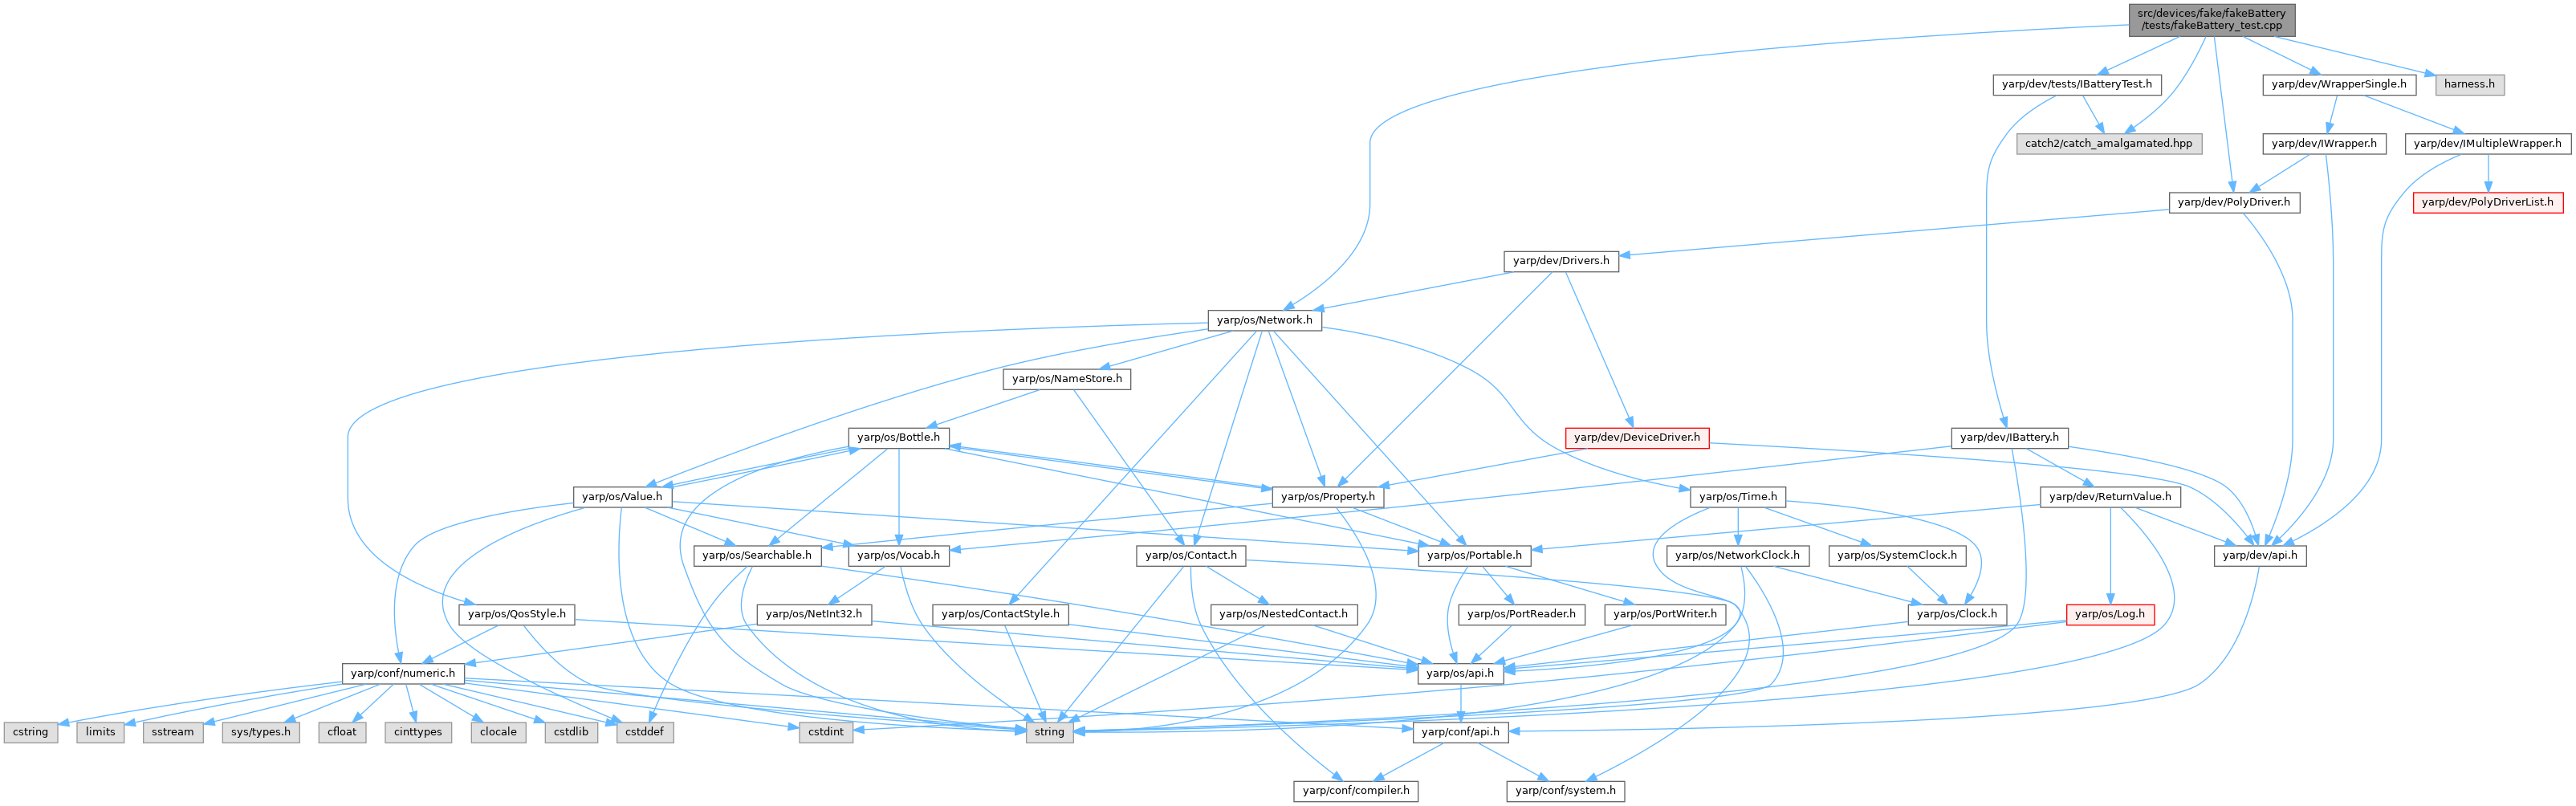 src/devices/fake/fakeBattery
/tests/fakeBattery_test.cpp
yarp/dev/tests/IBatteryTest.h
yarp/dev/WrapperSingle.h
harness.h
catch2/catch_amalgamated.hpp
yarp/dev/IWrapper.h
yarp/dev/IMultipleWrapper.h
yarp/dev/PolyDriver.h
yarp/dev/PolyDriverList.h
yarp/dev/Drivers.h
yarp/os/Network.h
yarp/os/NameStore.h
yarp/os/Bottle.h
yarp/dev/DeviceDriver.h
yarp/dev/IBattery.h
yarp/os/Value.h
yarp/os/Property.h
yarp/os/Time.h
yarp/dev/ReturnValue.h
yarp/os/Searchable.h
yarp/os/Vocab.h
yarp/os/Contact.h
yarp/os/Portable.h
yarp/os/NetworkClock.h
yarp/os/SystemClock.h
yarp/dev/api.h
yarp/os/QosStyle.h
yarp/os/NetInt32.h
yarp/os/ContactStyle.h
yarp/os/NestedContact.h
yarp/os/PortReader.h
yarp/os/PortWriter.h
yarp/os/Clock.h
yarp/os/Log.h
yarp/conf/numeric.h
yarp/os/api.h
cstring
limits
sstream
sys/types.h
cfloat
cinttypes
clocale
cstdlib
cstddef
cstdint
string
yarp/conf/api.h
yarp/conf/compiler.h
yarp/conf/system.h